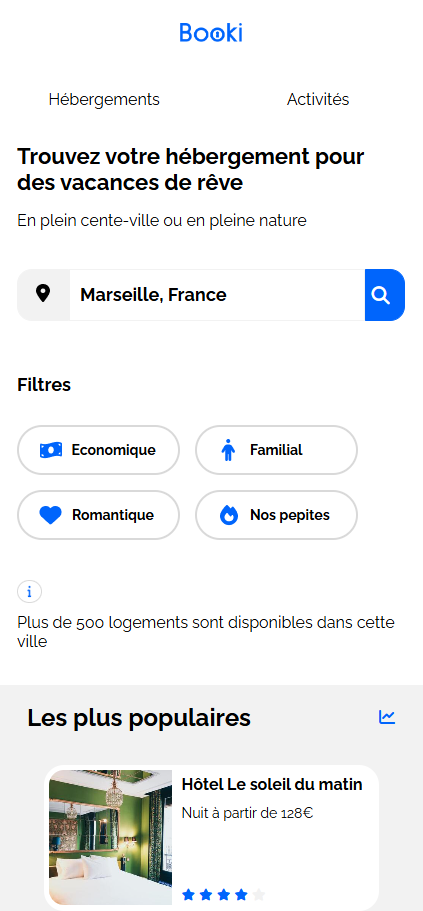 Booki
Hébergements
Activités
Trouvez votre hébergement pour
des vacances de rêve
En plein cente-ville ou en pleine nature
Marseille, France
Filtres
Economique
Familial
Romantique
Nos pepites
i
Plus de 500 logements sont disponibles dans cette
ville
Les plus populaires
Hôtel Le soleil du matin
Nuit à partir de 128€